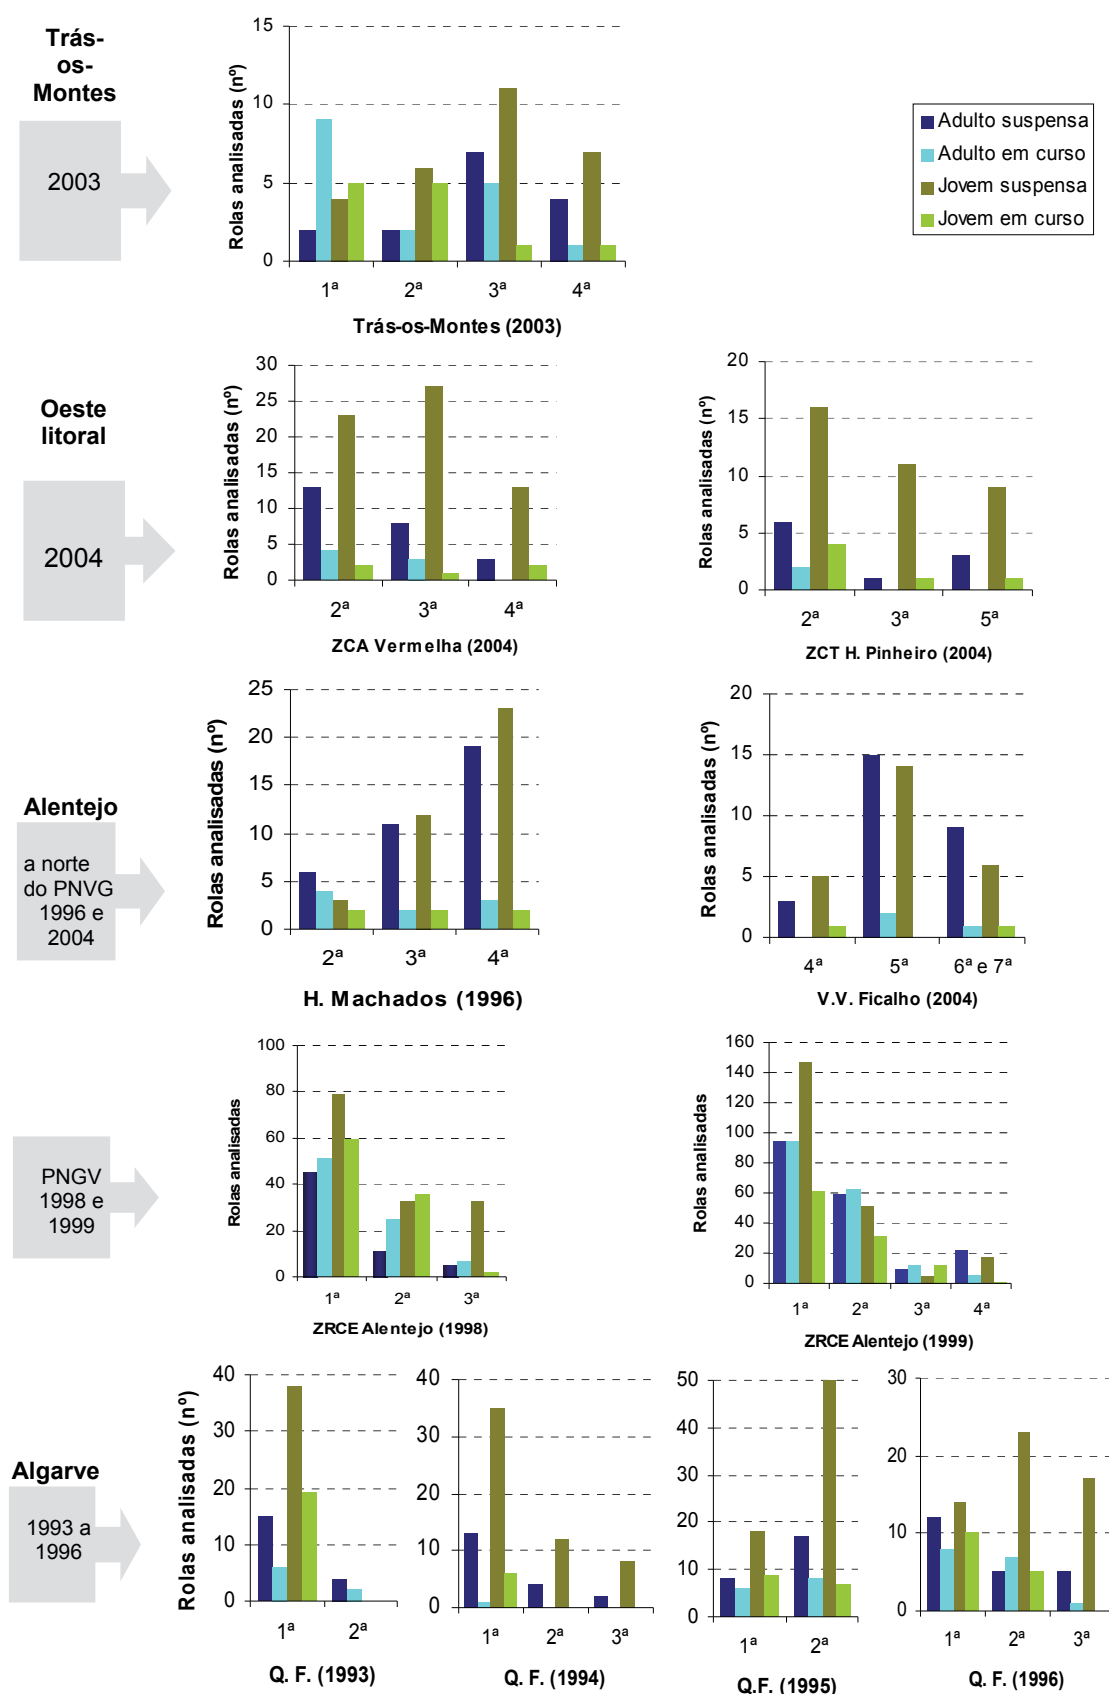 Trás-
os-
Montes
2003
15
10
5
0
Rolas analisadas (nº)
1ª 2ª 3ª 4ª
Trás-os-Montes (2003)
Adulto suspensa
Adulto em curso
Jovem suspensa
Jovem em curso
Oeste
litoral
2004
30
25
20
15
10
5
0
Rolas analisadas (nº)
2ª 3ª 4ª
ZCA Vermelha (2004)
20
15
10
5
0
Rolas analisadas (nº)
2ª 3ª 5ª
ZCT H. Pinheiro (2004)
Alentejo
a norte
do PNVG
1996 e
2004
25
20
15
10
5
0
Rolas analisadas (nº)
2ª 3ª 4ª
H. Machados (1996)
20
15
10
5
0
Rolas analisadas (nº)
4ª 5ª 6ª e 7ª
V.V. Ficalho (2004)
PNGV
1998 e
1999
100
80
60
40
20
0
Rolas analisadas
1ª 2ª 3ª
ZRCE Alentejo (1998)
160
140
120
100
80
60
40
20
0
Rolas analisadas
1ª 2ª 3ª 4ª
ZRCE Alentejo (1999)
Algarve
1993 a
1996
40
30
20
10
0
Rolas analisadas (nº)
1ª 2ª
Q. F. (1993)
40
30
20
10
0
1ª 2ª 3ª
Q. F. (1994)
50
40
30
20
10
0
1ª 2ª
Q.F. (1995)
30
20
10
0
1ª 2ª 3ª
Q. F. (1996)